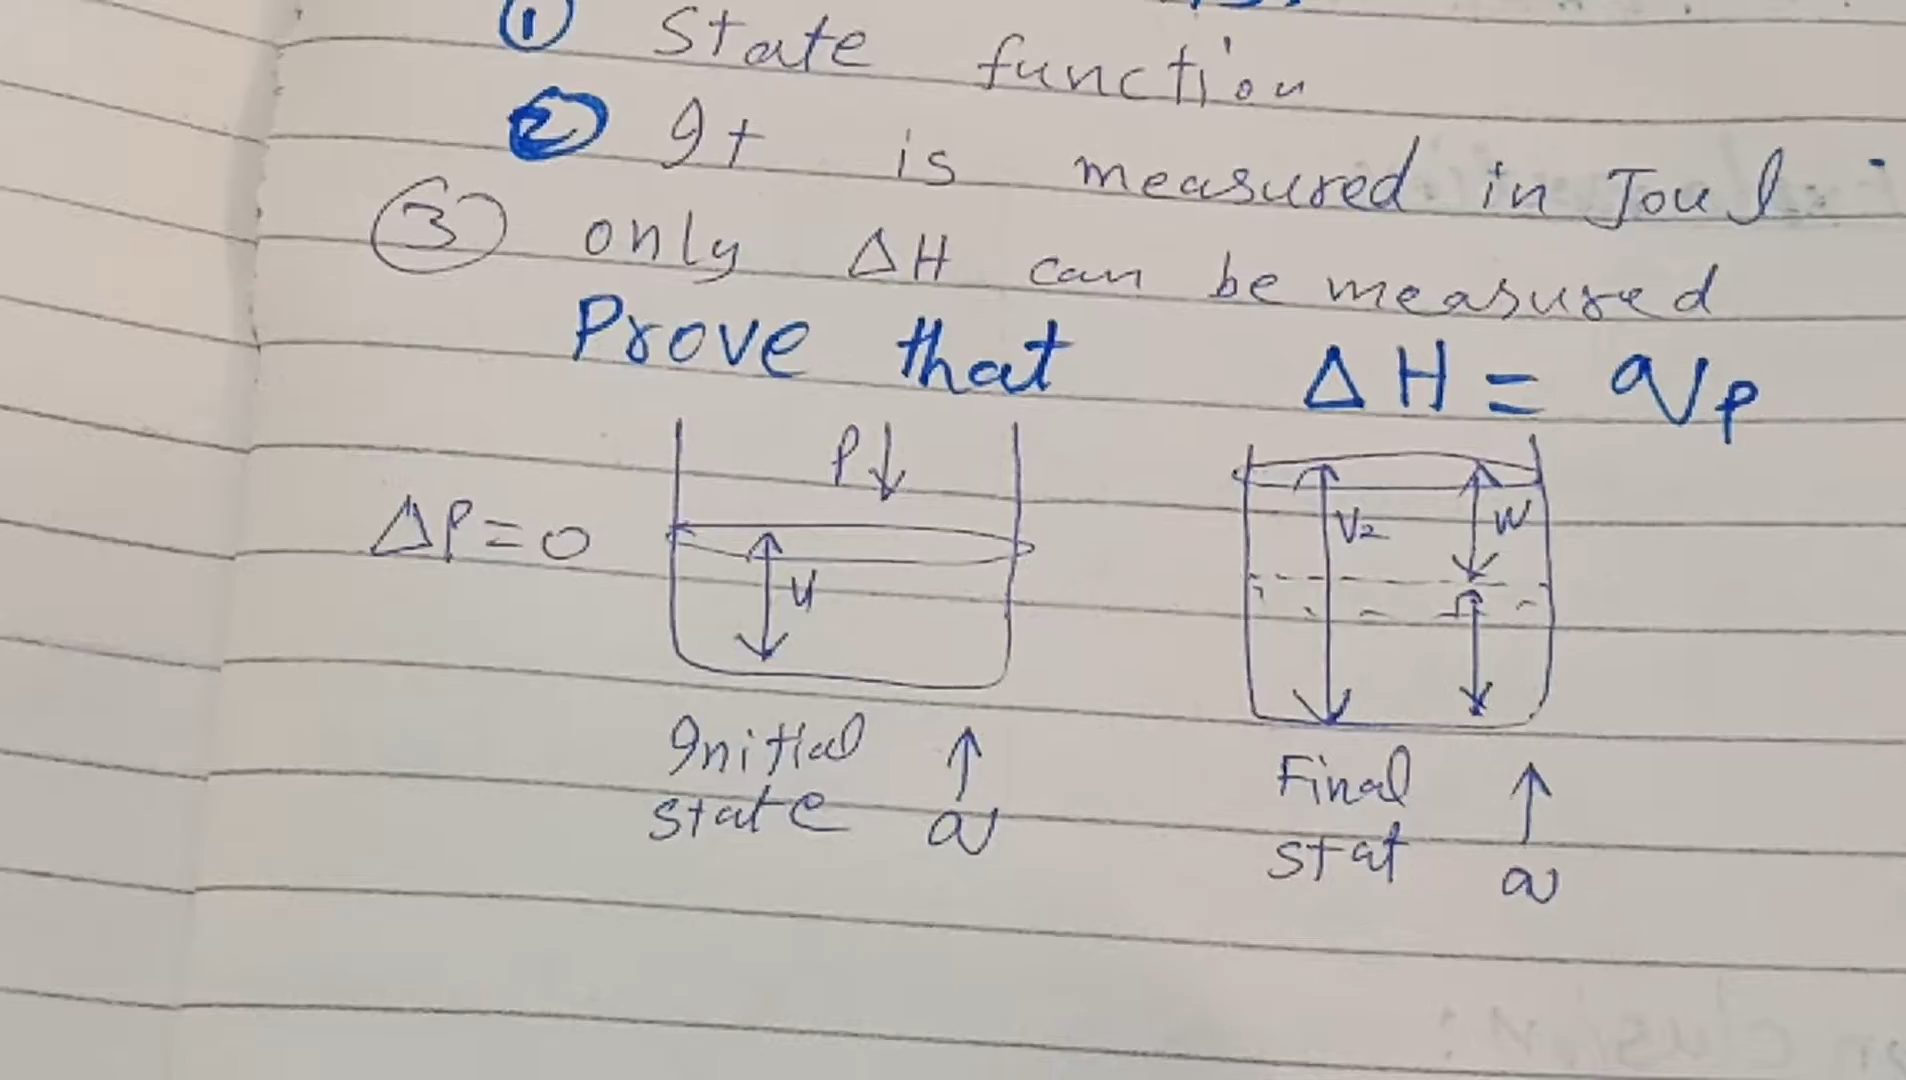 ① State function
② It is measured in Joul
③ only ΔH can be measured
Prove that ΔH = qp
ΔP=0
P↓
V₂ W
Initial state ↑ q
Final stat ↑ q